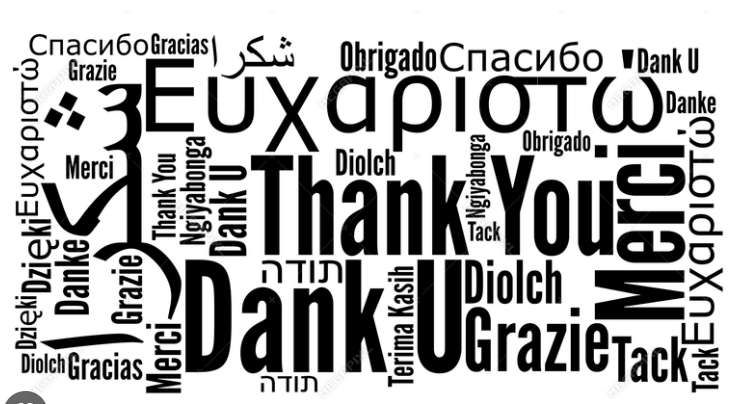 Спасибо
Gracias
شكرا
Obrigado
Спасибо
Dank U
Grazie
Ευχαριστώ
Danke
Ευχαριστώ
شكرا
Merci
Thank You
Ngiyabonga
Dank U
Diolch
Thank You
Ngiyabonga
Tack
Obrigado
Merci
Ευχαριστώ
Dzięki
Dzięki
Danke
Grazie
תודה
Dank U
Terima Kasih
Diolch
Grazie
Tack
Tack
Diolch
Gracias
Merci
תודה